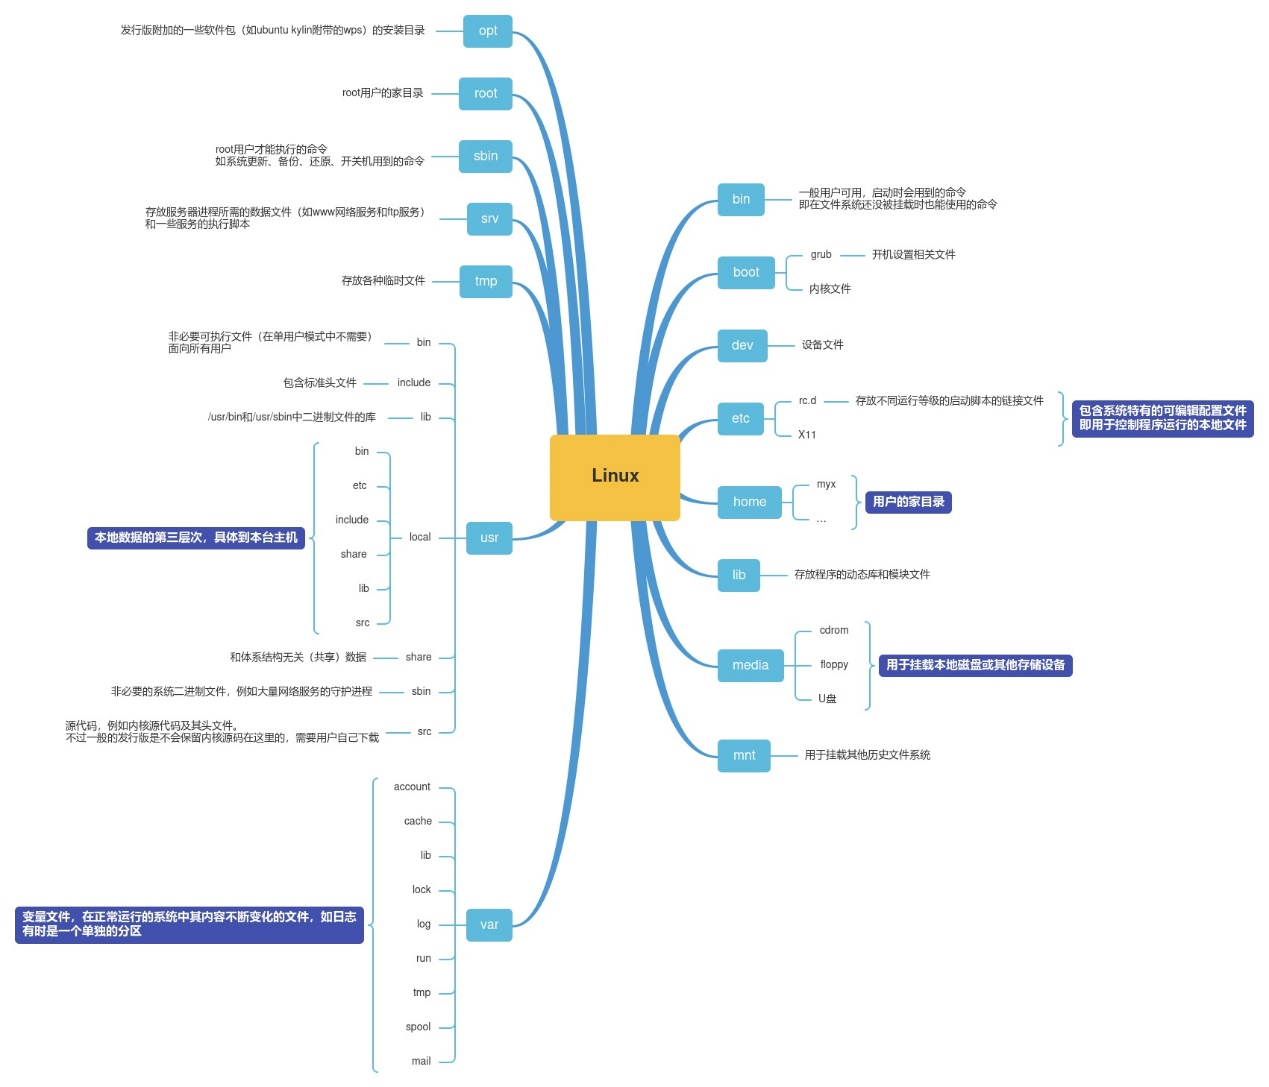 Linux
bin
一般用户可用，启动时会用到的命令
即在文件系统还没被挂载时也能使用的命令
boot
grub
开机设置相关文件
内核文件
dev
设备文件
etc
rc.d
存放不同运行等级的启动脚本的链接文件
X11
包含系统特有的可编辑配置文件
即用于控制程序运行的本地文件
home
myx
...
用户的家目录
lib
存放程序的动态库和模块文件
media
cdrom
floppy
U盘
用于挂载本地磁盘或其他存储设备
mnt
用于挂载其他历史文件系统
opt
发行版附加的一些软件包（如ubuntu kylin附带的wps）的安装目录
root
root用户的家目录
sbin
root用户才能执行的命令
如系统更新、备份、还原、开关机用到的命令
srv
存放服务器进程所需的数据文件（如www网络服务和ftp服务）
和一些服务的执行脚本
tmp
存放各种临时文件
usr
bin
非必要可执行文件（在单用户模式中不需要）
面向所有用户
include
包含标准头文件
lib
/usr/bin和/usr/sbin中二进制文件的库
local
bin
etc
include
share
lib
src
本地数据的第三层次，具体到本台主机
share
和体系结构无关（共享）数据
sbin
非必要的系统二进制文件，例如大量网络服务的守护进程
src
源代码，例如内核源代码及其头文件。
不过一般的发行版是不会保留内核源码在这里的，需要用户自己下载
var
account
cache
lib
lock
log
run
tmp
spool
mail
变量文件，在正常运行的系统中其内容不断变化的文件，如日志
有时是一个单独的分区